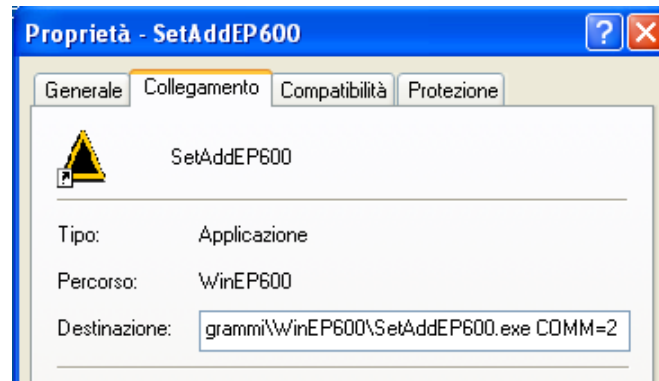 Proprietà - SetAddEP600
Generale Collegamento Compatibilità Protezione
SetAddEP600
Tipo: Applicazione
Percorso: WinEP600
Destinazione: grammi\WinEP600\SetAddEP600.exe COMM=2